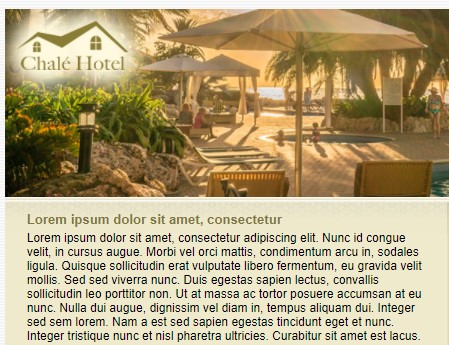 Chalé Hotel
Lorem ipsum dolor sit amet, consectetur
Lorem ipsum dolor sit amet, consectetur adipiscing elit. Nunc id congue
velit, in cursus augue. Morbi vel orci mattis, condimentum arcu in, sodales
ligula. Quisque sollicitudin erat vulputate libero fermentum, eu gravida velit
mollis. Sed sed viverra nunc. Duis egestas sapien lectus, convallis
sollicitudin leo porttitor non. Ut at massa ac tortor posuere accumsan at eu
nunc. Nulla dui augue, dignissim vel diam in, tempus aliquam dui. Integer
sed sem lorem. Nam a est sed sapien egestas tincidunt eget et nunc.
Integer tristique nunc et nisl pharetra ultricies. Curabitur sit amet est lacus.